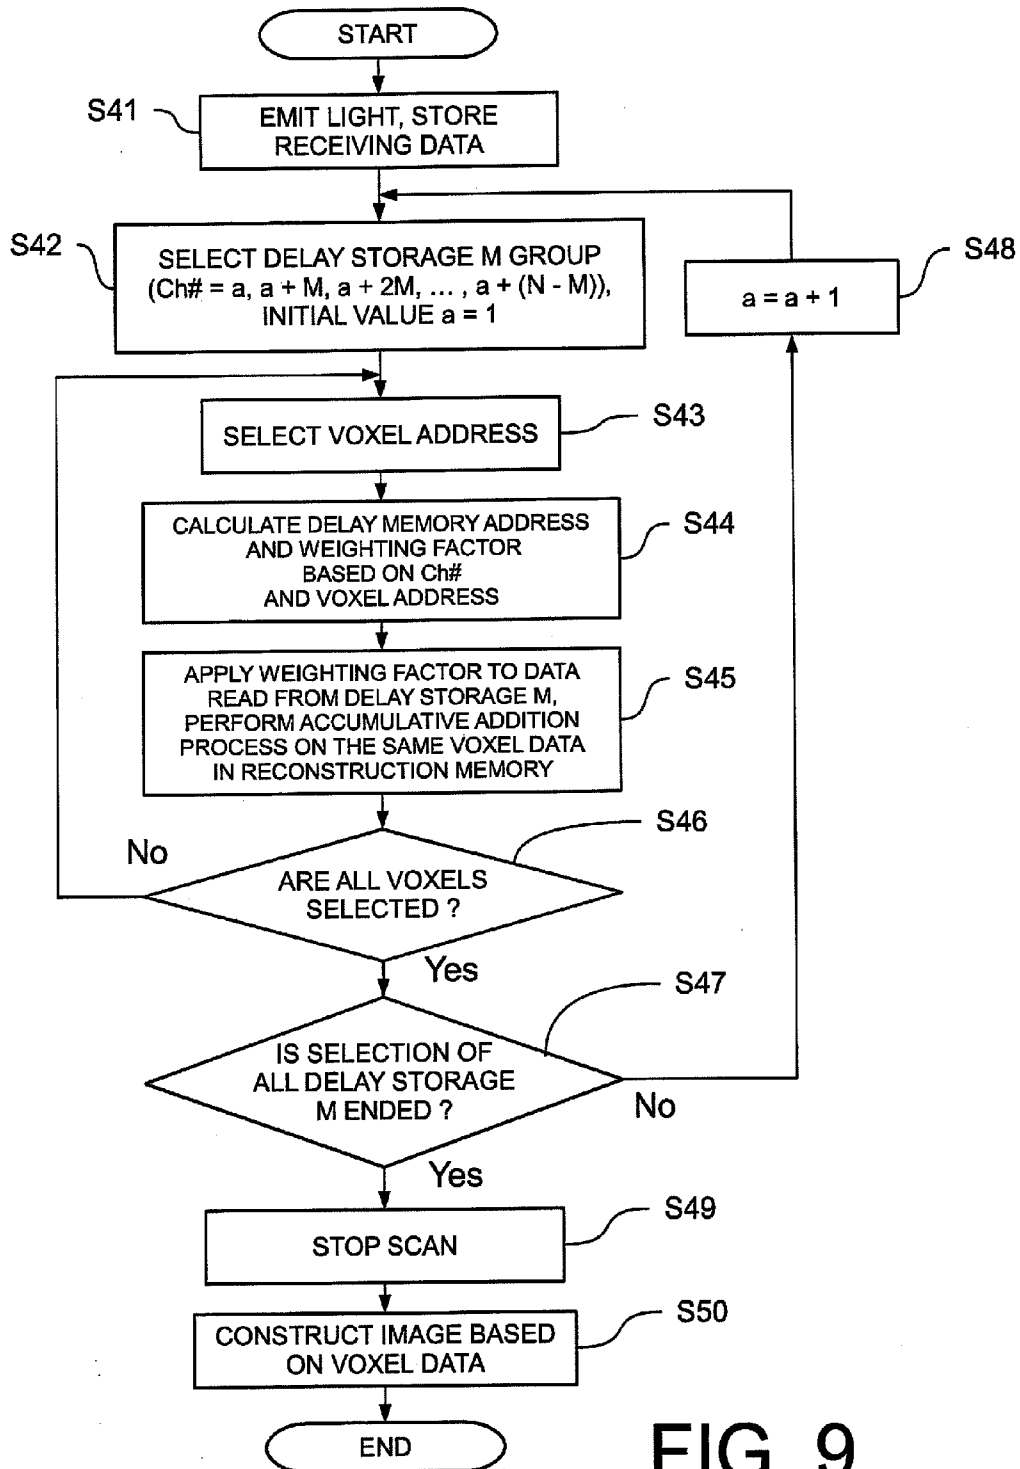 START
S41
EMIT LIGHT, STORE
RECEIVING DATA
S42
SELECT DELAY STORAGE M GROUP
(Ch# = a, a + M, a + 2M, ... , a + (N - M)),
INITIAL VALUE a = 1
S48
a = a + 1
S43
SELECT VOXEL ADDRESS
S44
CALCULATE DELAY MEMORY ADDRESS
AND WEIGHTING FACTOR
BASED ON Ch#
AND VOXEL ADDRESS
S45
APPLY WEIGHTING FACTOR TO DATA
READ FROM DELAY STORAGE M,
PERFORM ACCUMULATIVE ADDITION
PROCESS ON THE SAME VOXEL DATA
IN RECONSTRUCTION MEMORY
S46
No
ARE ALL VOXELS
SELECTED ?
Yes
S47
IS SELECTION OF
ALL DELAY STORAGE
M ENDED ?
No
Yes
S49
STOP SCAN
S50
CONSTRUCT IMAGE BASED
ON VOXEL DATA
END
FIG. 9